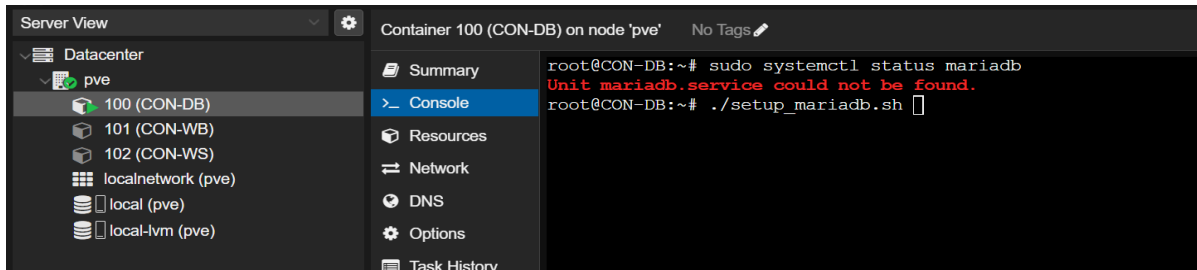 Server View
Datacenter
pve
100 (CON-DB)
101 (CON-WB)
102 (CON-WS)
localnetwork (pve)
local (pve)
local-lvm (pve)
Container 100 (CON-DB) on node 'pve'
No Tags
Summary
>_ Console
Resources
Network
DNS
Options
Task History
root@CON-DB:~# sudo systemctl status mariadb
Unit mariadb.service could not be found.
root@CON-DB:~# ./setup_mariadb.sh